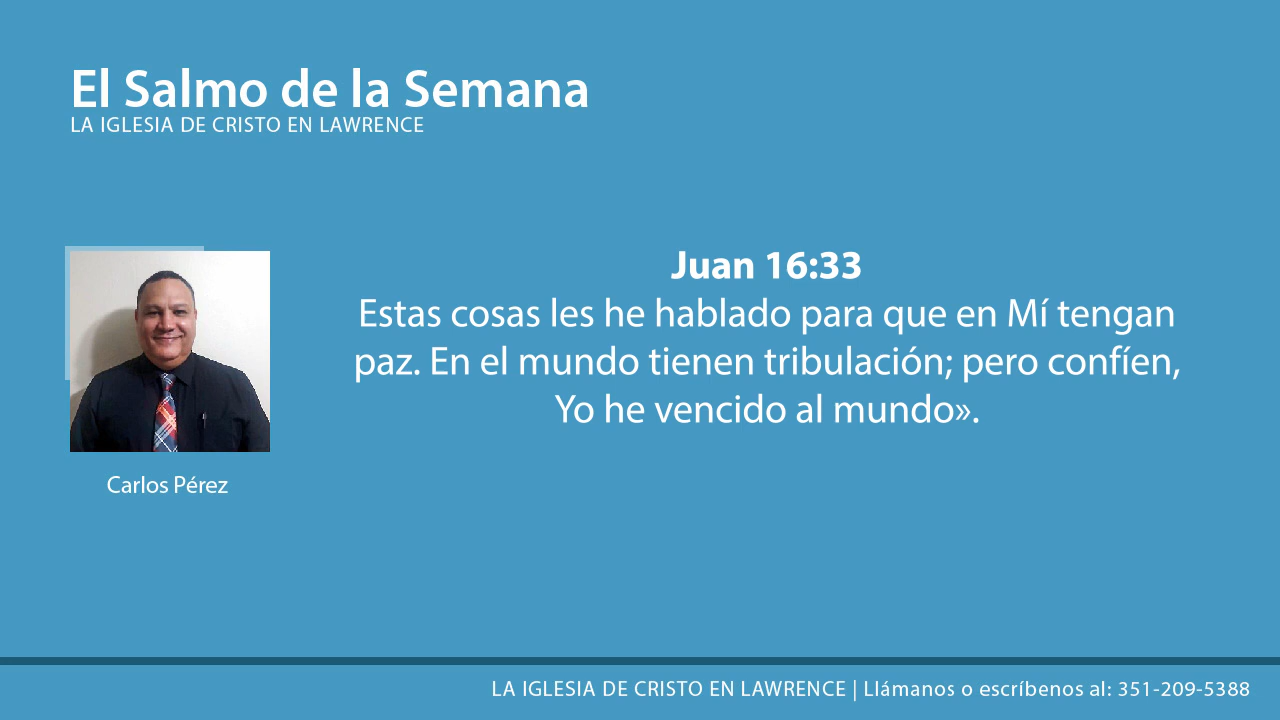 El Salmo de la Semana
LA IGLESIA DE CRISTO EN LAWRENCE
Juan 16:33
Estas cosas les he hablado para que en Mí tengan
paz. En el mundo tienen tribulación; pero confíen,
Yo he vencido al mundo».
Carlos Pérez
LA IGLESIA DE CRISTO EN LAWRENCE | Llámanos o escríbenos al: 351-209-5388